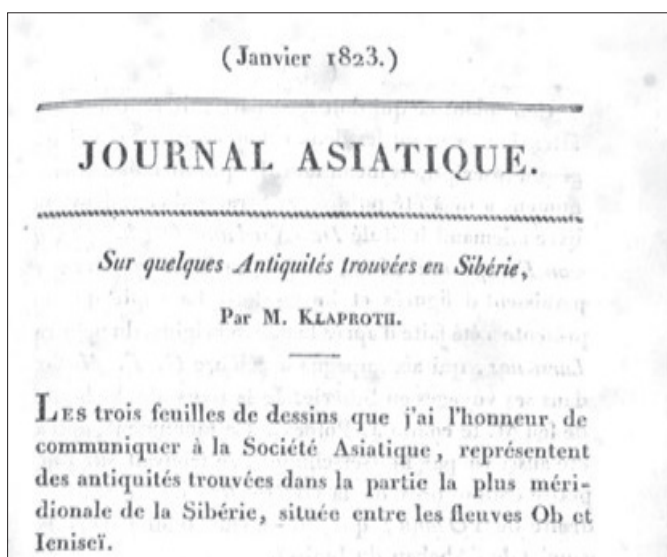 (Janvier 1823.)
JOURNAL ASIATIQUE.
Sur quelques Antiquités trouvées en Sibérie,
Par M. KLAPROTH.
LES trois feuilles de dessins que j'ai l'honneur de
communiquer à la Société Asiatique, représentent
des antiquités trouvées dans la partie la plus méri-
dionale de la Sibérie, située entre les fleuves Ob et
Ienisei.